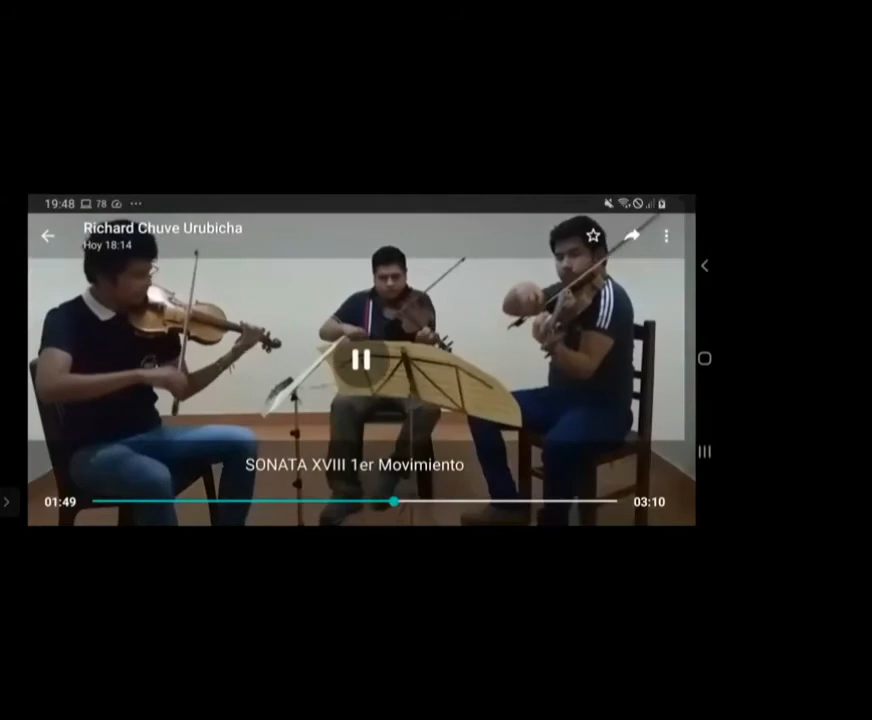 19:48 78 ...
Richard Chuve Urubicha
Hoy 18:14
SONATA XVIII 1er Movimiento
01:49 03:10